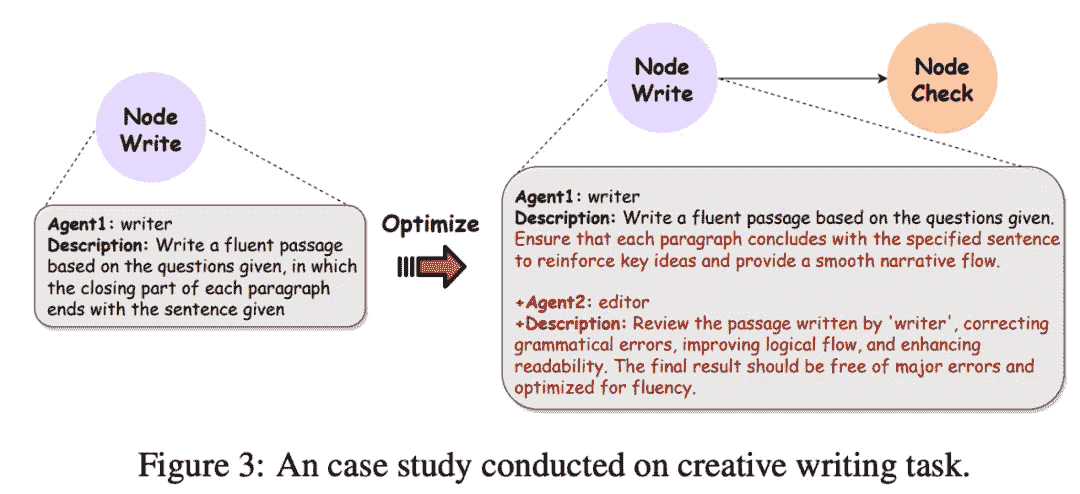 Node
Write
Agent1: writer
Description: Write a fluent passage
based on the questions given, in which
the closing part of each paragraph
ends with the sentence given
Optimize
Node
Write
Node
Check
Agent1: writer
Description: Write a fluent passage based on the questions given.
Ensure that each paragraph concludes with the specified sentence
to reinforce key ideas and provide a smooth narrative flow.
+Agent2: editor
+Description: Review the passage written by 'writer', correcting
grammatical errors, improving logical flow, and enhancing
readability. The final result should be free of major errors and
optimized for fluency.
Figure 3: An case study conducted on creative writing task.